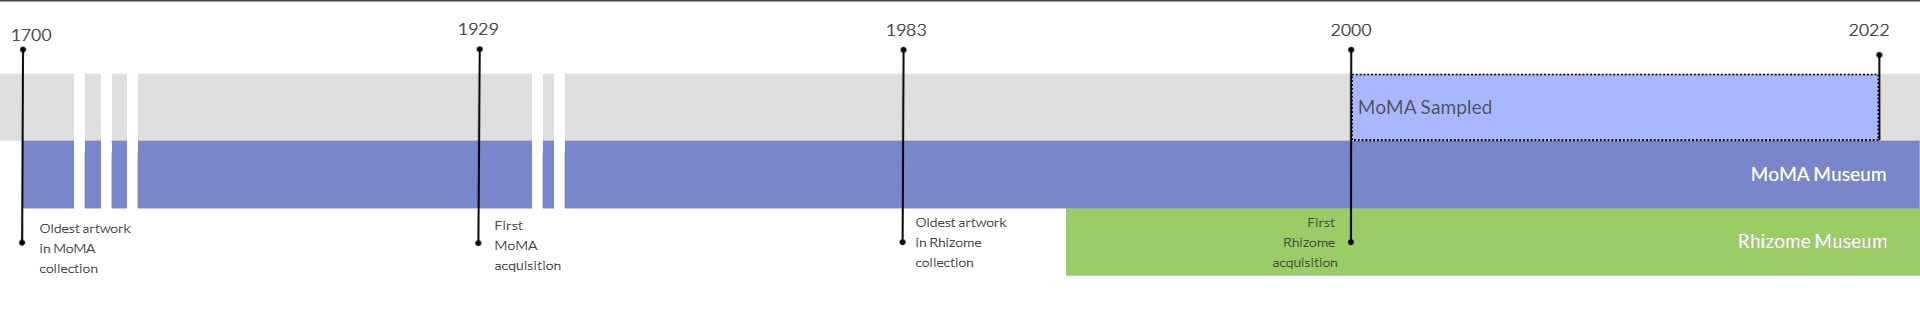 1700
1929
1983
2000
2022
MoMA Sampled
MoMA Museum
Oldest artwork
in MoMA
collection
First
MoMA
acquisition
Oldest artwork
in Rhizome
collection
First
Rhizome
acquisition
Rhizome Museum